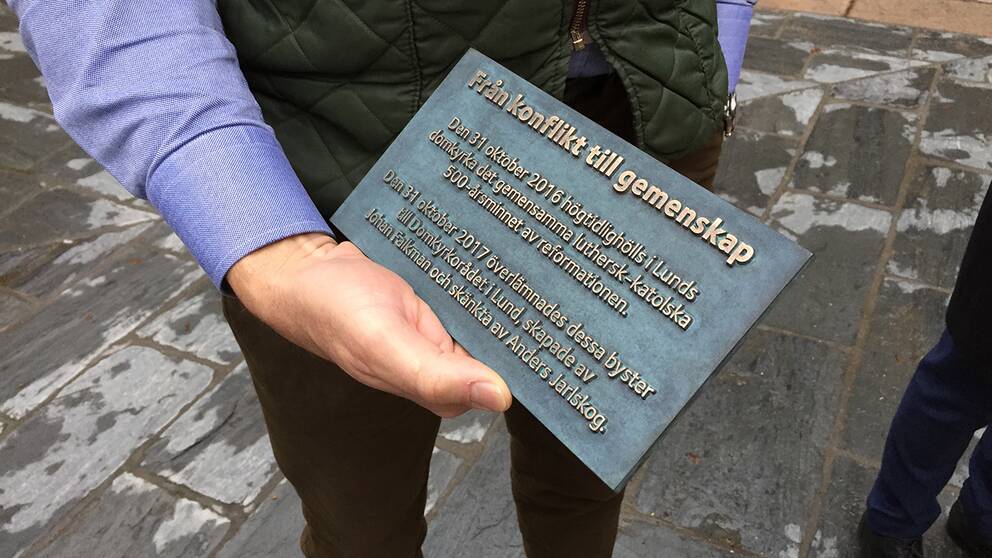 Från konflikt till gemenskap
Den 31 oktober 2016 högtidlighölls i Lunds
domkyrka det gemensamma luthersk-katolska
500-årsminnet av reformationen.
Den 31 oktober 2017 överlämnades dessa byster
till Domkyrkorådet i Lund, skapade av
Johan Falkman och skänkta av Anders Jarlskog.